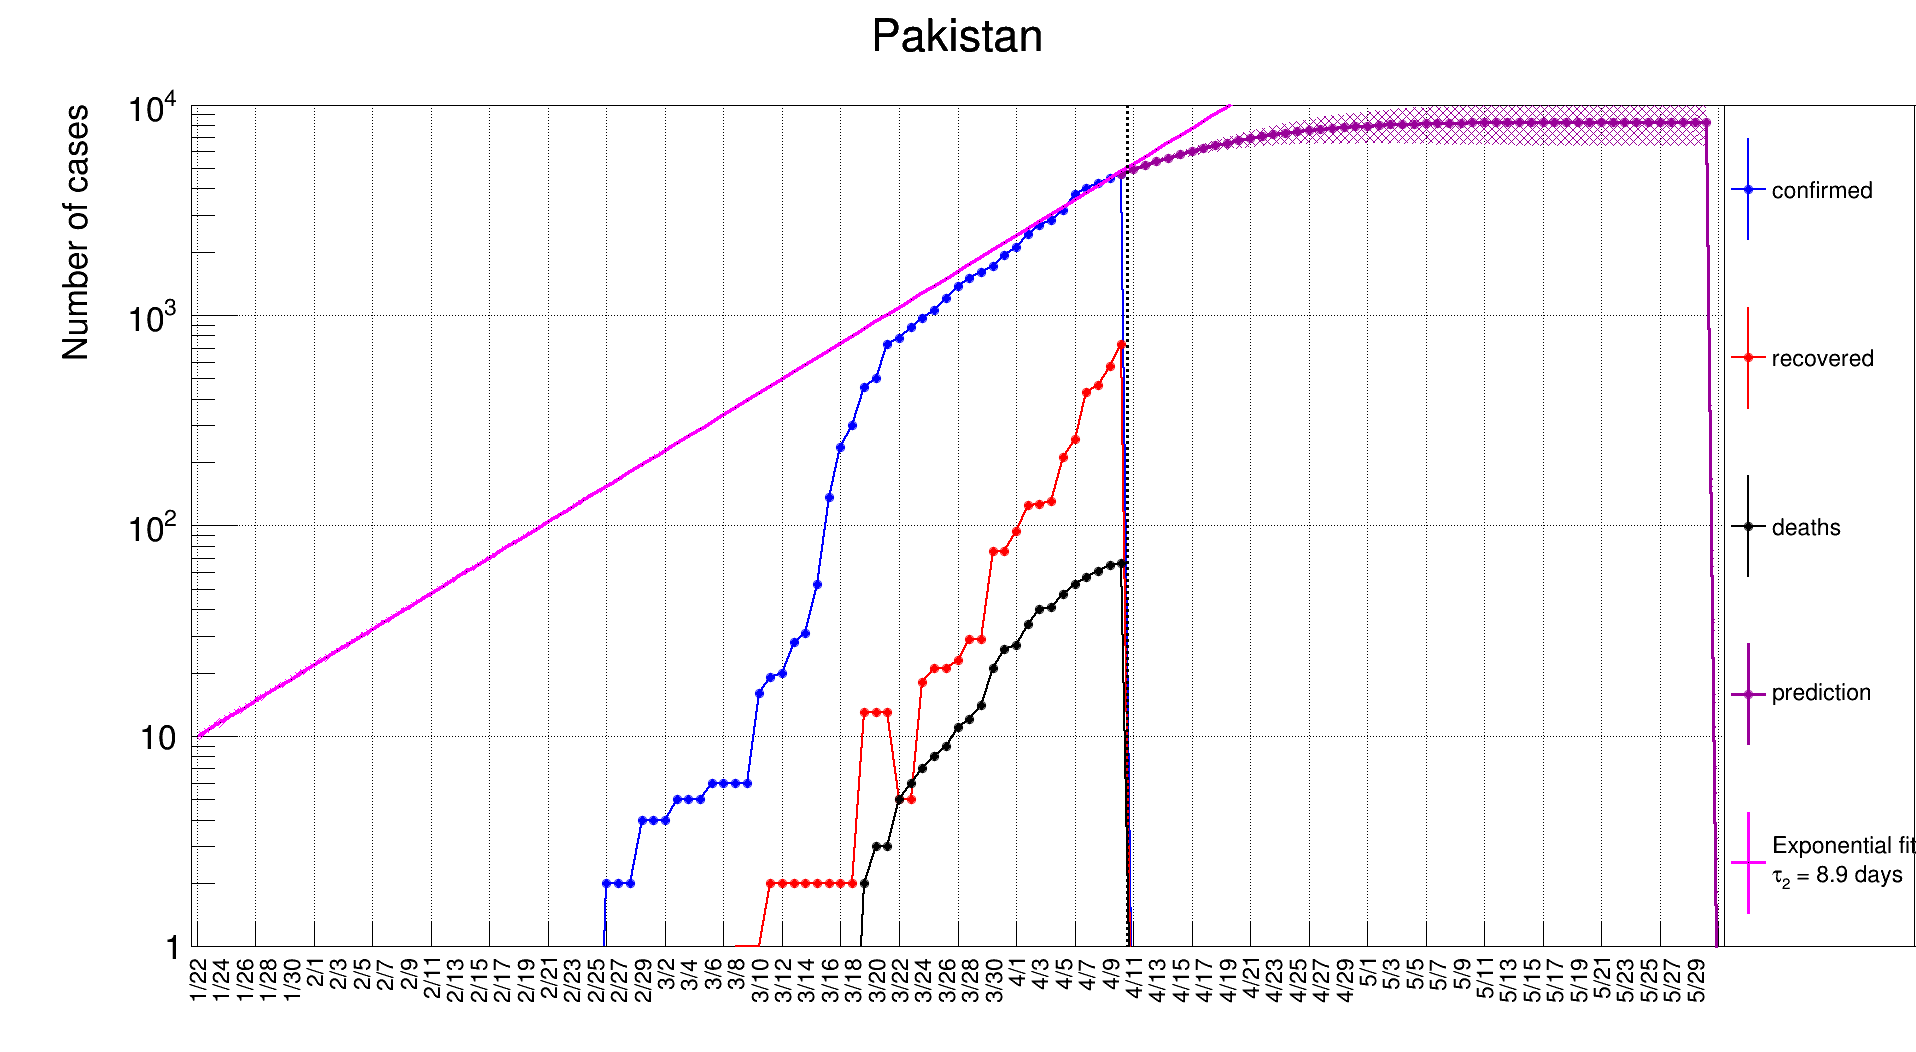 Pakistan
Number of cases
10^4
10^3
10^2
10
1
1/22 1/24 1/26 1/28 1/30 2/1 2/3 2/5 2/7 2/9 2/11 2/13 2/15 2/17 2/19 2/21 2/23 2/25 2/27 2/29 3/2 3/4 3/6 3/8 3/10 3/12 3/14 3/16 3/18 3/20 3/22 3/24 3/26 3/28 3/30 4/1 4/3 4/5 4/7 4/9 4/11 4/13 4/15 4/17 4/19 4/21 4/23 4/25 4/27 4/29 5/1 5/3 5/5 5/7 5/9 5/11 5/13 5/15 5/17 5/19 5/21 5/23 5/25 5/27 5/29
confirmed
recovered
deaths
prediction
Exponential fit
τ₂ = 8.9 days